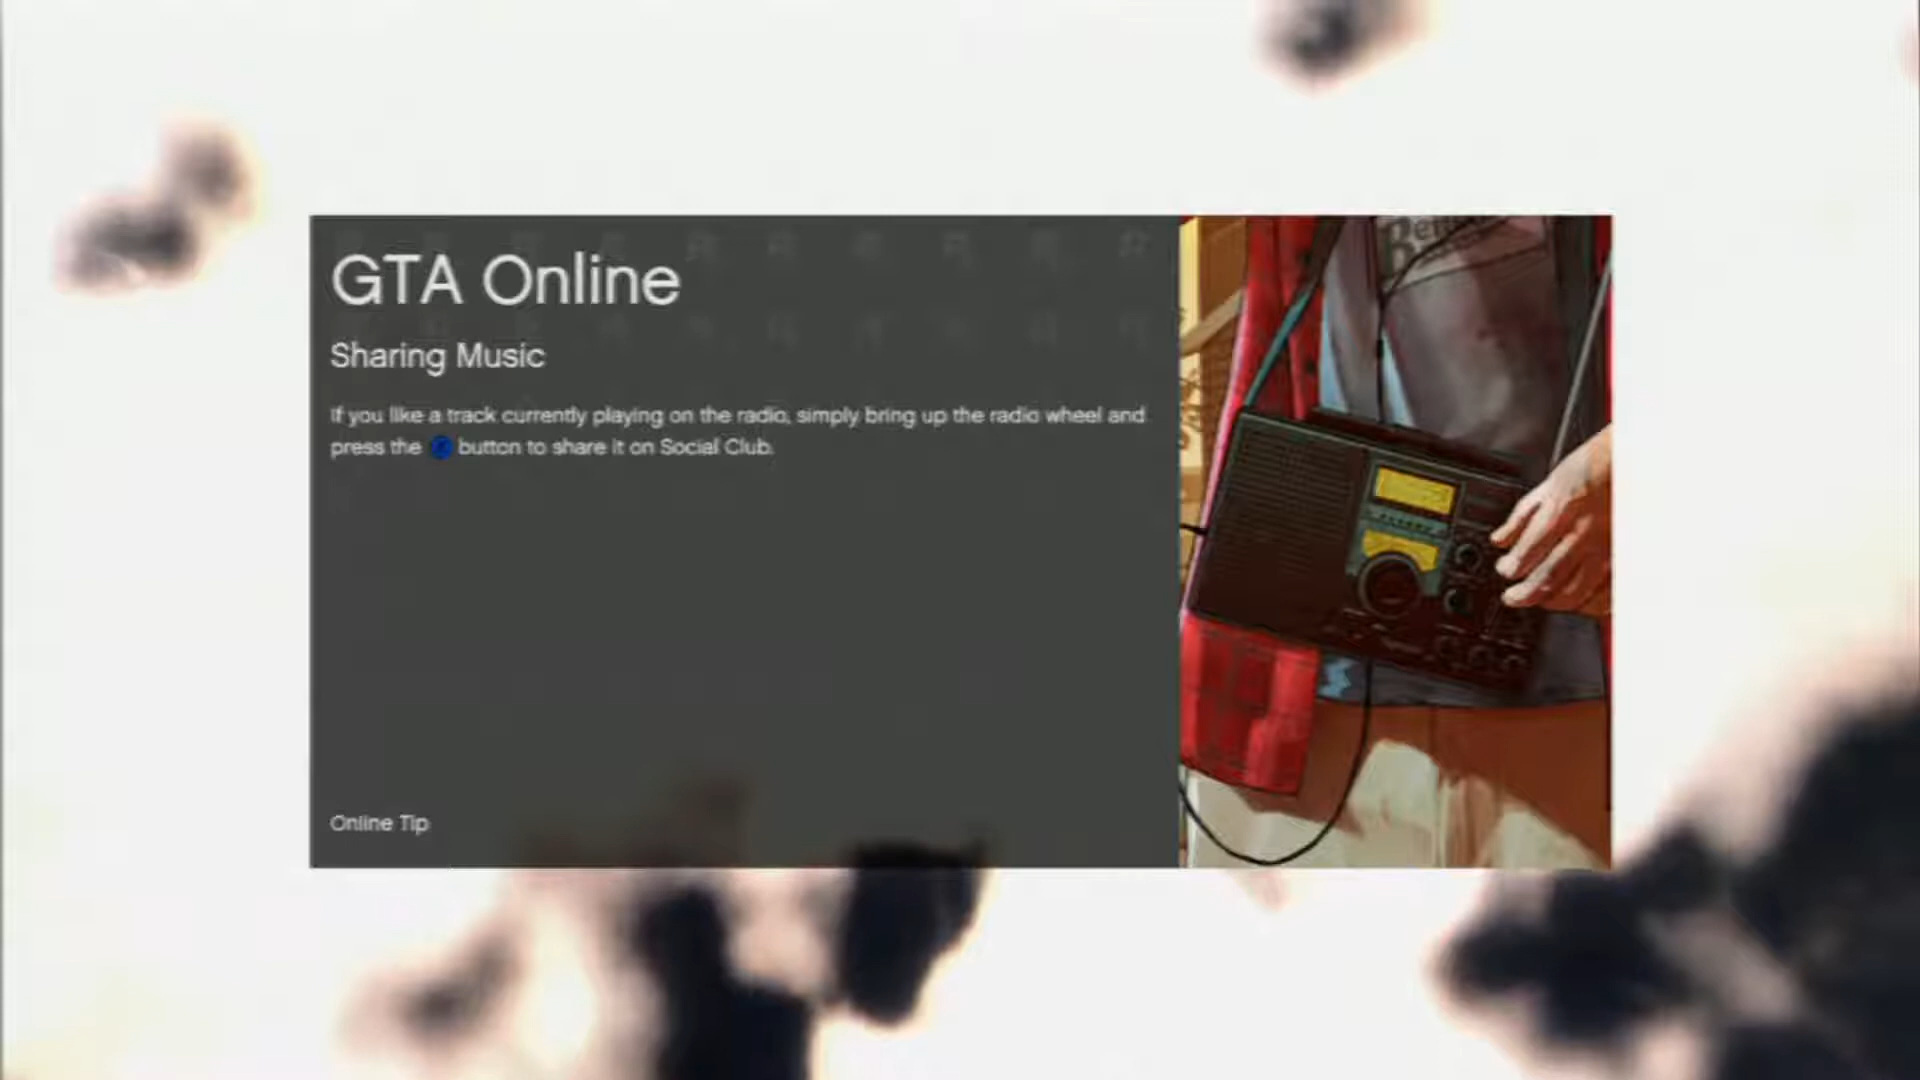 GTA Online
Sharing Music
If you like a track currently playing on the radio, simply bring up the radio wheel and
press the button to share it on Social Club.
Online Tip